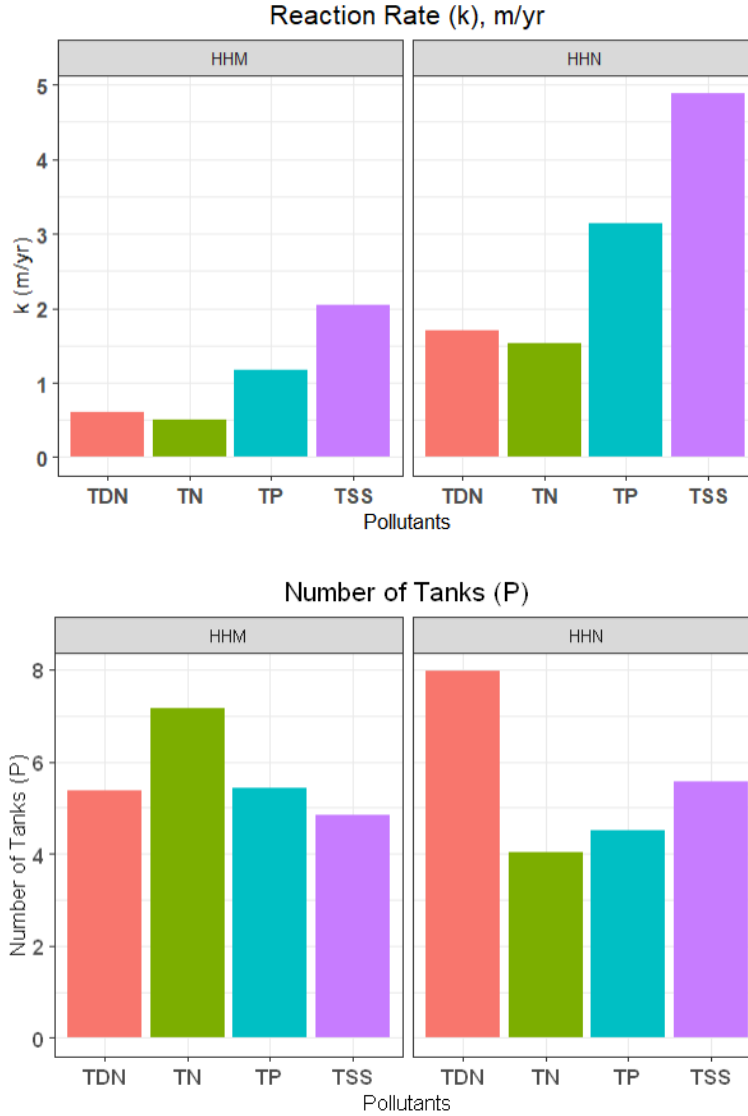 Reaction Rate (k), m/yr
HHM HHN
5
4
3
2
1
0
k (m/yr)
TDN TN TP TSS TDN TN TP TSS
Pollutants
Number of Tanks (P)
HHM HHN
8
6
4
2
0
Number of Tanks (P)
TDN TN TP TSS TDN TN TP TSS
Pollutants